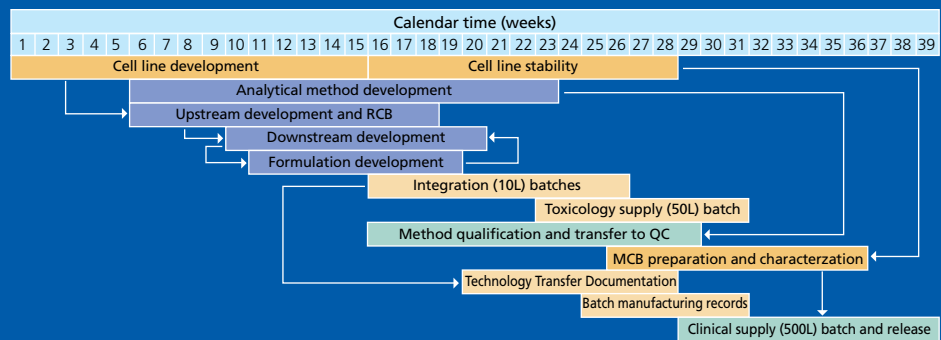 Calendar time (weeks)
1 2 3 4 5 6 7 8 9 10 11 12 13 14 15 16 17 18 19 20 21 22 23 24 25 26 27 28 29 30 31 32 33 34 35 36 37 38 39
Cell line development Cell line stability
Analytical method development
Upstream development and RCB
Downstream development
Formulation development
Integration (10L) batches
Toxicology supply (50L) batch
Method qualification and transfer to QC
MCB preparation and characterzation
Technology Transfer Documentation
Batch manufacturing records
Clinical supply (500L) batch and release